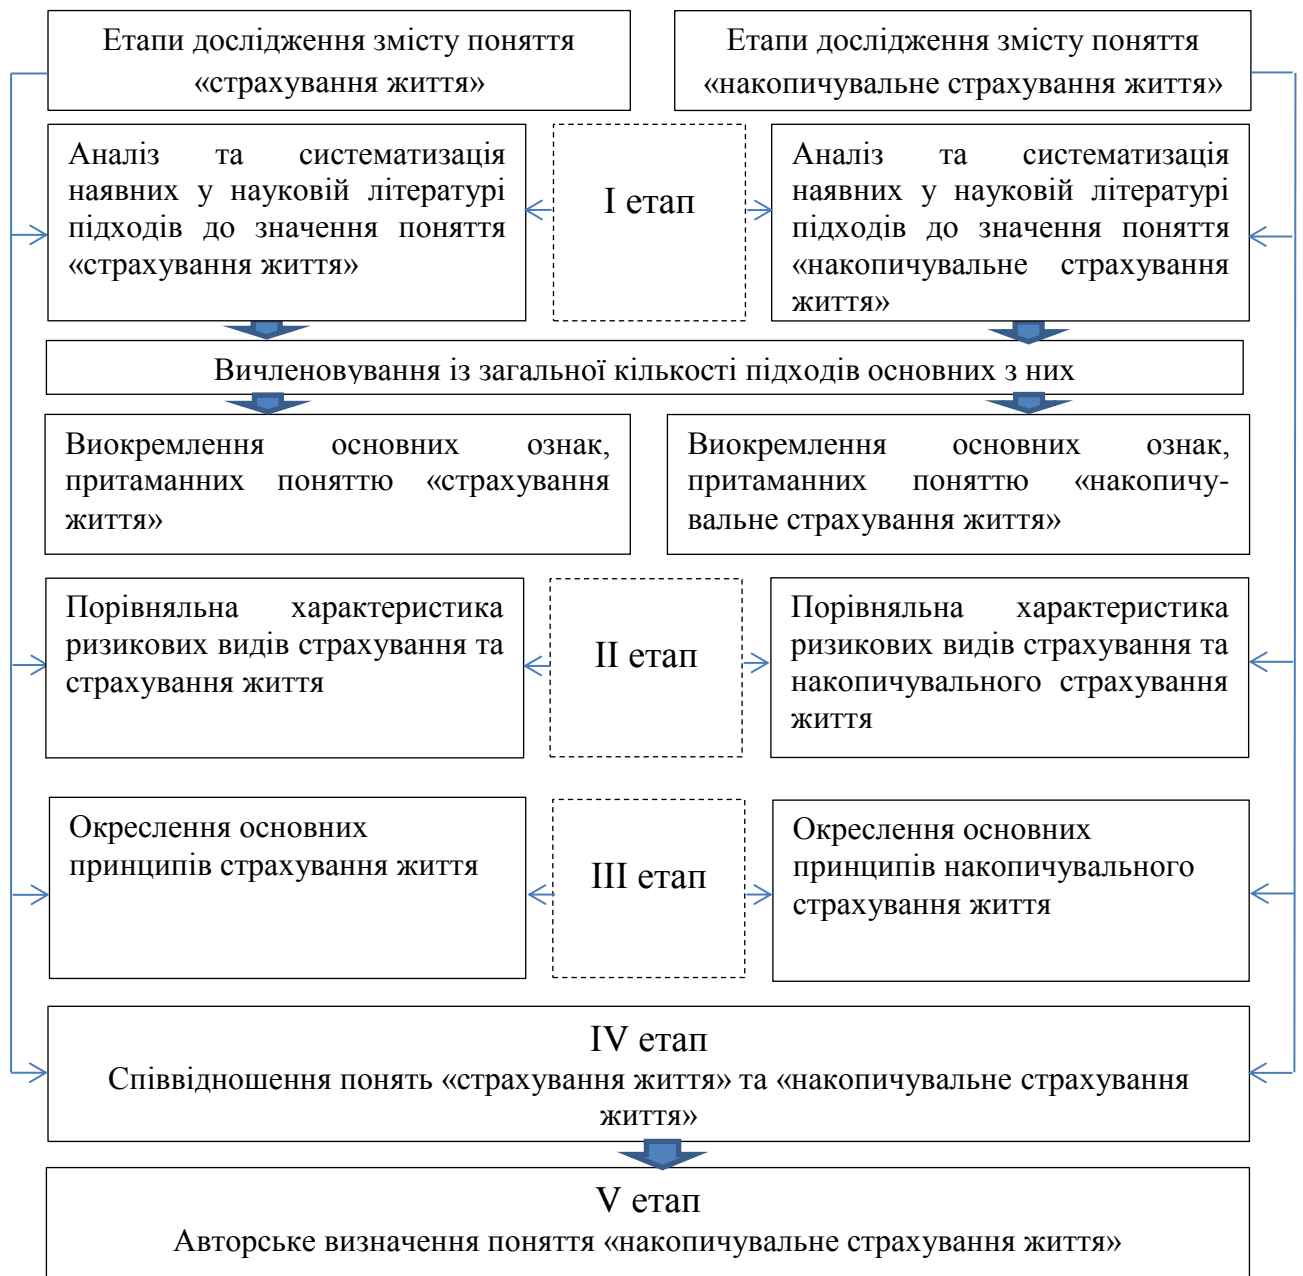 Етапи дослідження змісту поняття
«страхування життя»
Етапи дослідження змісту поняття
«накопичувальне страхування життя»
Аналіз та систематизація
наявних у науковій літературі
підходів до значення поняття
«страхування життя»
I етап
Аналіз та систематизація
наявних у науковій літературі
підходів до значення поняття
«накопичувальне страхування
життя»
Вичленовування із загальної кількості підходів основних з них
Виокремлення основних ознак,
притаманних поняттю «страхування
життя»
Виокремлення основних ознак,
притаманних поняттю «накопичу-
вальне страхування життя»
Порівняльна характеристика
ризикових видів страхування та
страхування життя
II етап
Порівняльна характеристика
ризикових видів страхування та
накопичувального страхування
життя
Окреслення основних
принципів страхування життя
III етап
Окреслення основних
принципів накопичувального
страхування життя
IV етап
Співвідношення понять «страхування життя» та «накопичувальне страхування
життя»
V етап
Авторське визначення поняття «накопичувальне страхування життя»